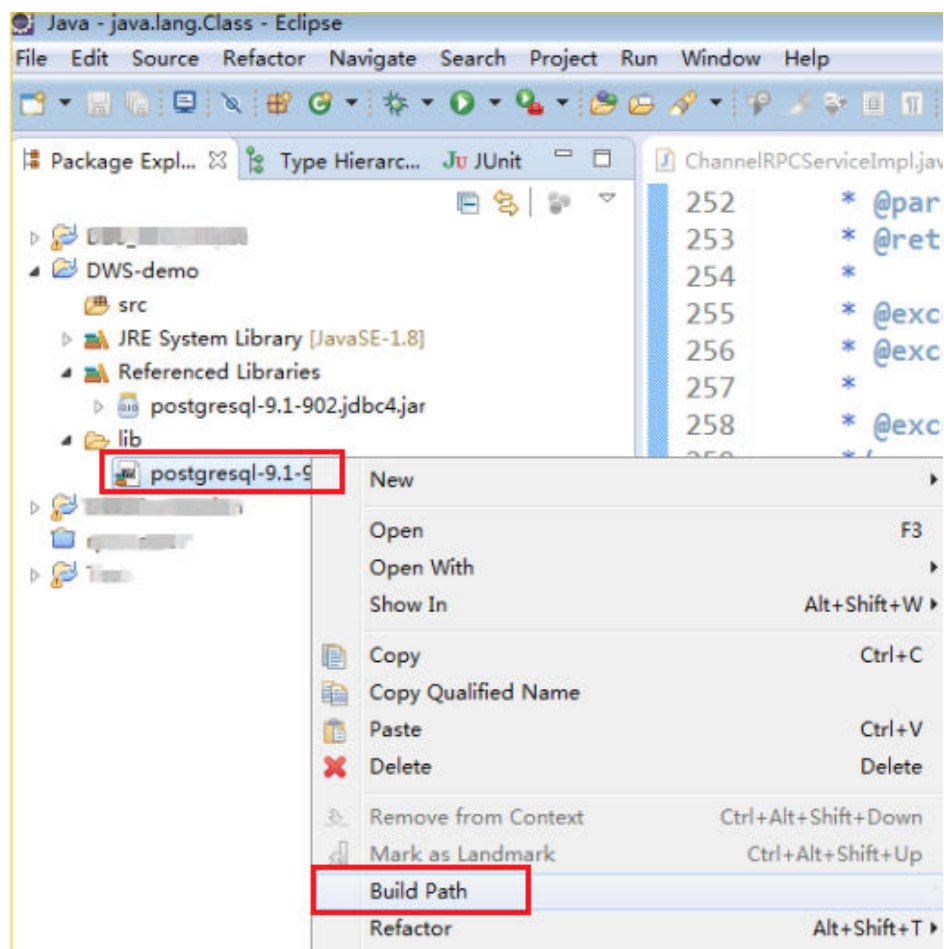 Java - java.lang.Class - Eclipse
File Edit Source Refactor Navigate Search Project Run Window Help
Package Expl... Type Hierarc... Ju JUnit
ChannelRPCServiceImpl.jav
252 * @par
253 * @ret
254 *
DWS-demo
src
255 * @exc
JRE System Library [JavaSE-1.8]
256 * @exc
Referenced Libraries
257 *
postgresql-9.1-902.jdbc4.jar
258 * @exc
lib
postgresql-9.1-9
New
Open F3
Open With
Show In Alt+Shift+W
Copy Ctrl+C
Copy Qualified Name
Paste Ctrl+V
Delete Delete
Remove from Context Ctrl+Alt+Shift+Down
Mark as Landmark Ctrl+Alt+Shift+Up
Build Path
Refactor Alt+Shift+T